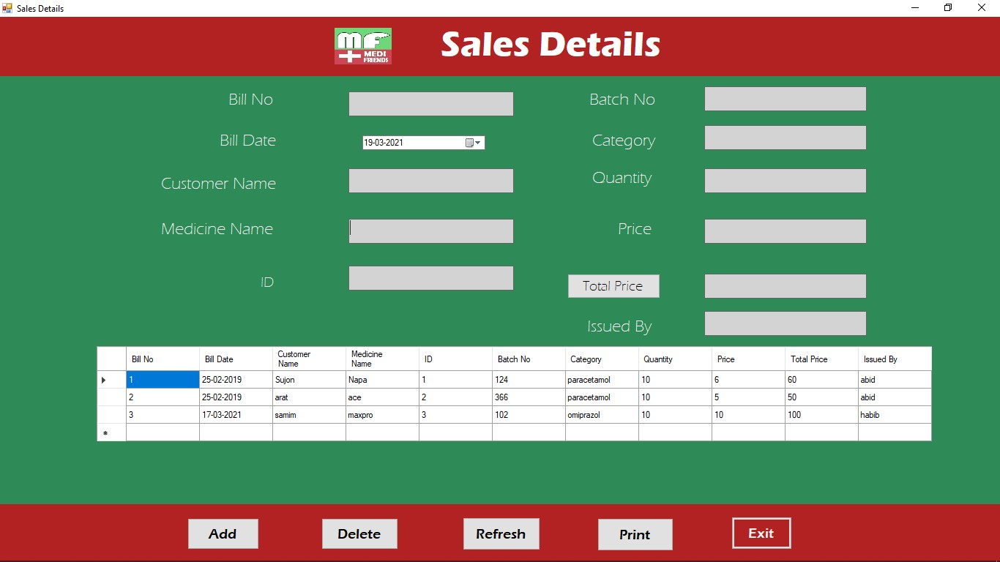 Sales Details
MF
MEDI
FRIENDS
Sales Details
Bill No
Batch No
Bill Date
19-03-2021
Category
Customer Name
Quantity
Medicine Name
Price
ID
Total Price
Issued By
Bill No Bill Date Customer Name Medicine Name ID Batch No Category Quantity Price Total Price Issued By
1 25-02-2019 Sujon Napa 1 124 paracetamol 10 6 60 abid
2 25-02-2019 arat ace 2 366 paracetamol 10 5 50 abid
3 17-03-2021 samim maxpro 3 102 omiprazol 10 10 100 habib
Add Delete Refresh Print Exit